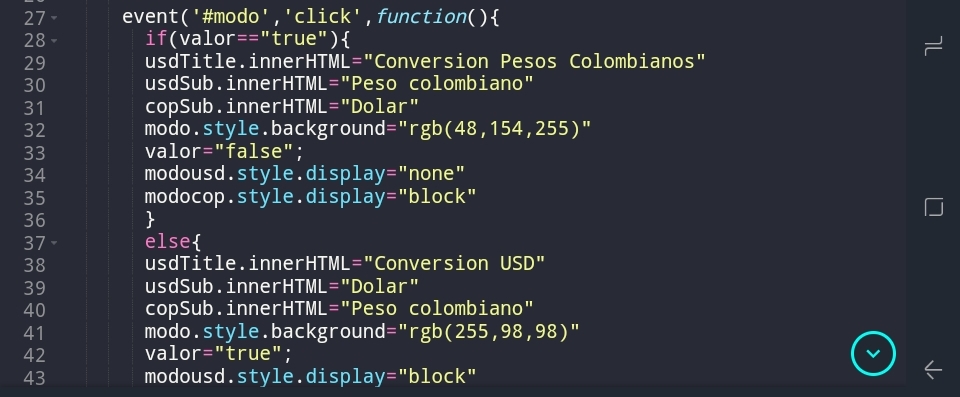 27 event('#modo','click',function(){
28 if(valor=="true"){
29 usdTitle.innerHTML="Conversion Pesos Colombianos"
30 usdSub.innerHTML="Peso colombiano"
31 copSub.innerHTML="Dolar"
32 modo.style.background="rgb(48,154,255)"
33 valor="false";
34 modousd.style.display="none"
35 modocop.style.display="block"
36 }
37 else{
38 usdTitle.innerHTML="Conversion USD"
39 usdSub.innerHTML="Dolar"
40 copSub.innerHTML="Peso colombiano"
41 modo.style.background="rgb(255,98,98)"
42 valor="true";
43 modousd.style.display="block"